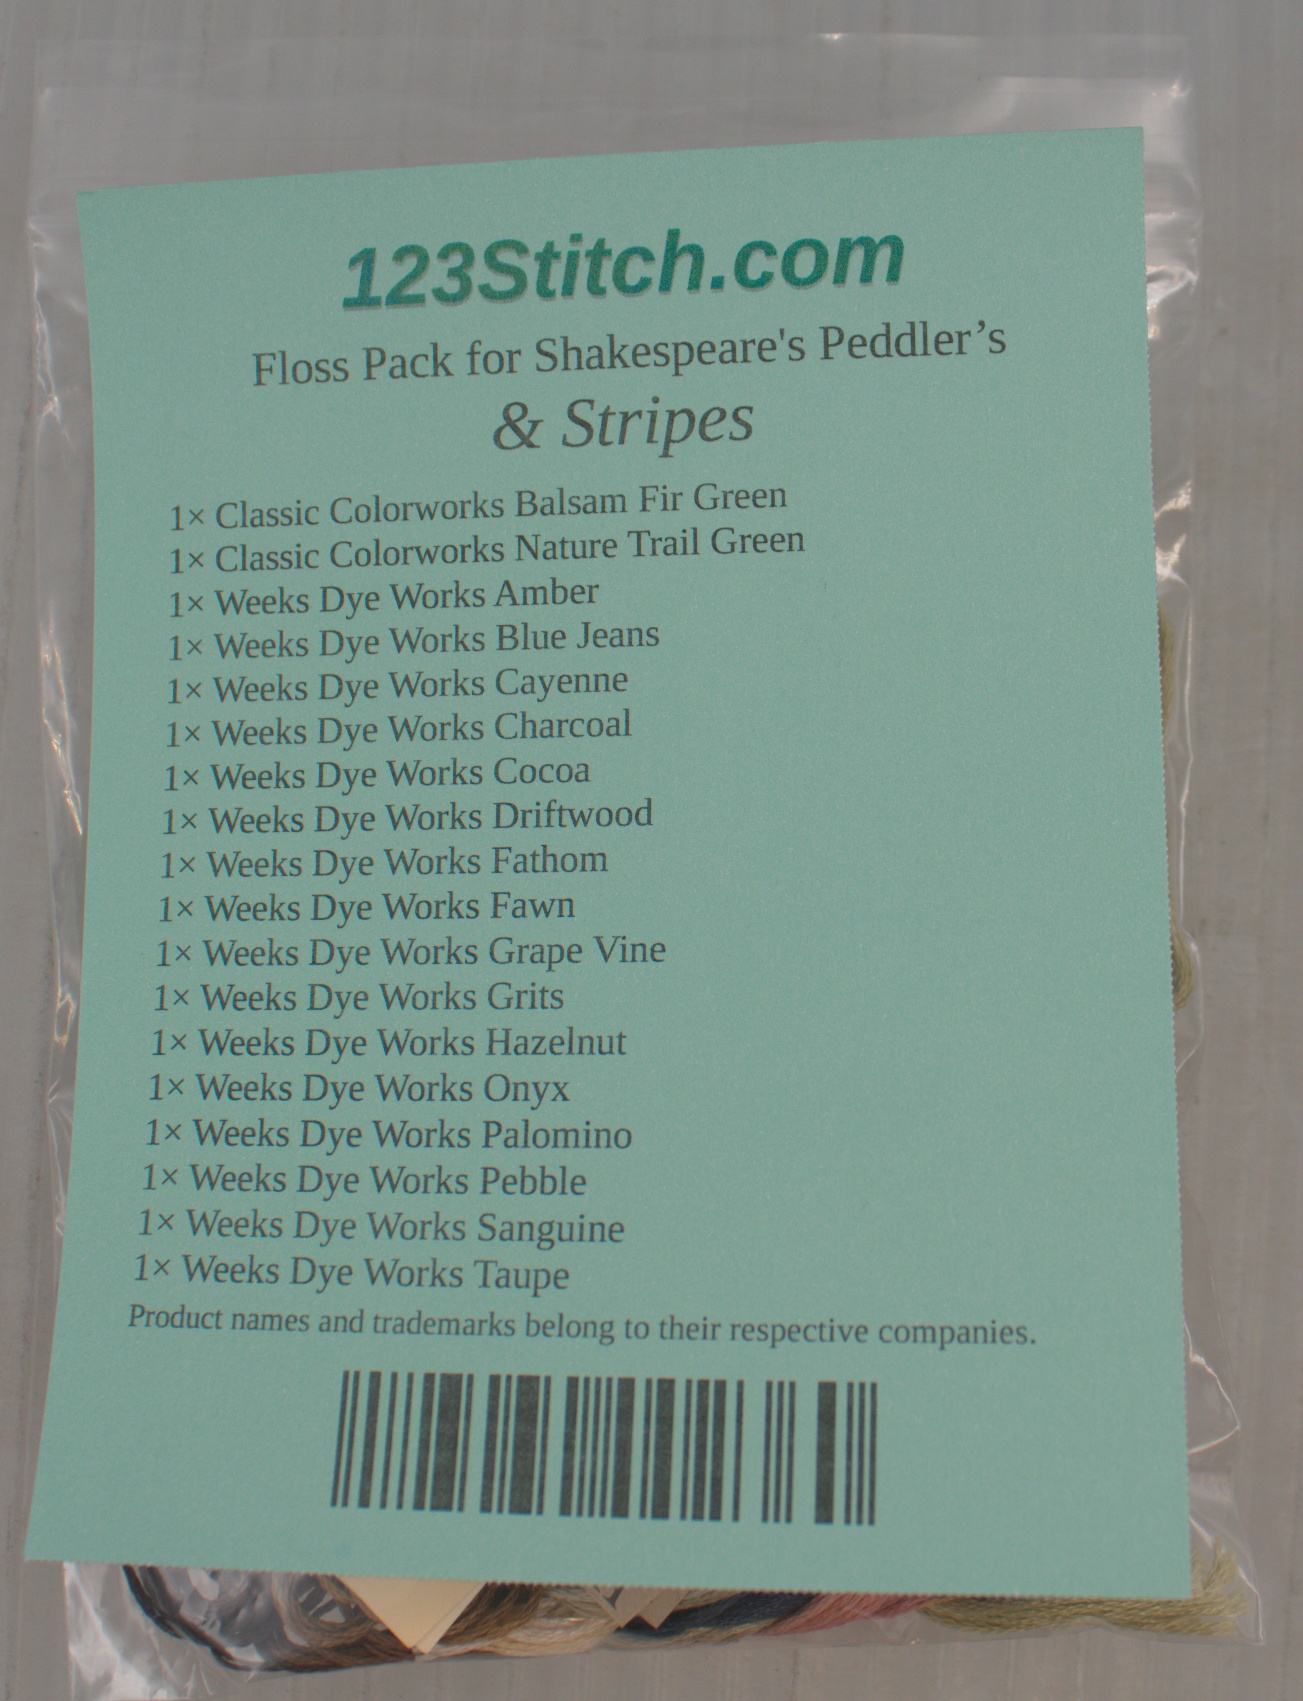 123Stitch.com
Floss Pack for Shakespeare's Peddler’s
& Stripes
1× Classic Colorworks Balsam Fir Green
1× Classic Colorworks Nature Trail Green
1× Weeks Dye Works Amber
1× Weeks Dye Works Blue Jeans
1× Weeks Dye Works Cayenne
1× Weeks Dye Works Charcoal
1× Weeks Dye Works Cocoa
1× Weeks Dye Works Driftwood
1× Weeks Dye Works Fathom
1× Weeks Dye Works Fawn
1× Weeks Dye Works Grape Vine
1× Weeks Dye Works Grits
1× Weeks Dye Works Hazelnut
1× Weeks Dye Works Onyx
1× Weeks Dye Works Palomino
1× Weeks Dye Works Pebble
1× Weeks Dye Works Sanguine
1× Weeks Dye Works Taupe
Product names and trademarks belong to their respective companies.